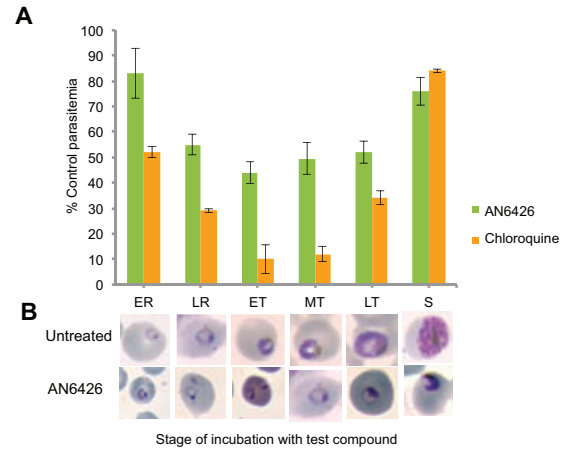 A
% Control parasitemia
100
90
80
70
60
50
40
30
20
10
0
AN6426
Chloroquine
ER LR ET MT LT S
B
Untreated
AN6426
Stage of incubation with test compound